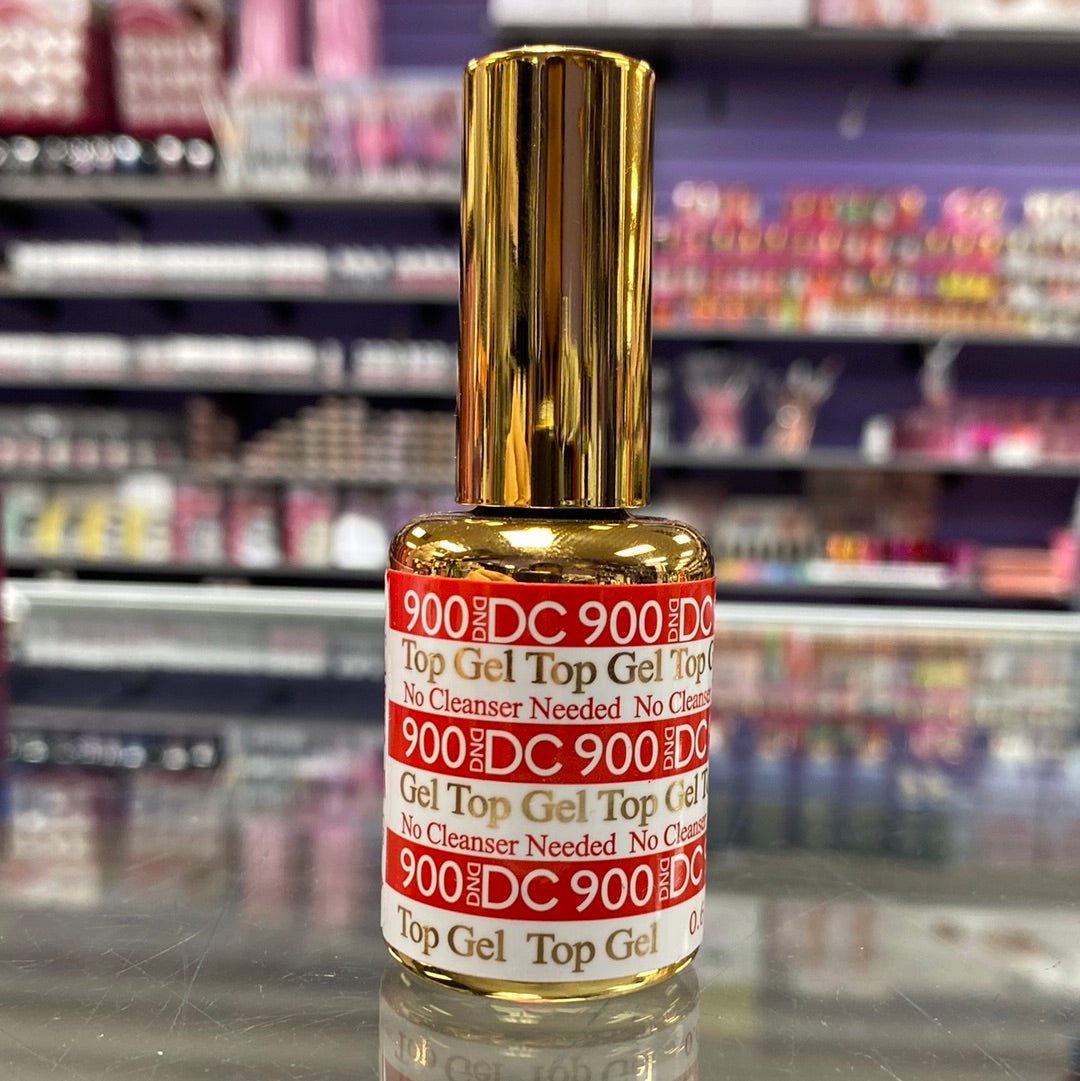 900 DND DC 900 DND DC
Top Gel Top Gel Top
No Cleanser Needed No Cleanser
900 DND DC 900 DND DC
Gel Top Gel Top Gel
No Cleanser Needed No Cleanser
900 DND DC 900 DND DC
Top Gel Top Gel 0.